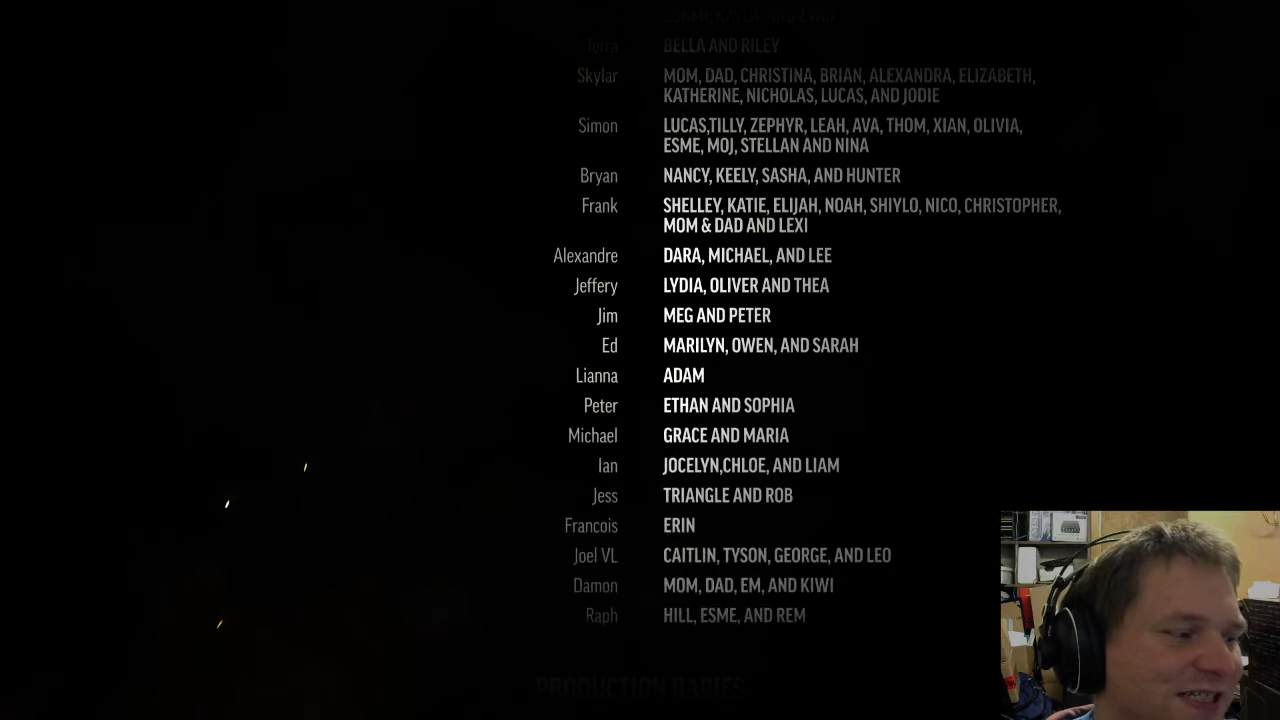 Terra BELLA AND RILEY
Skylar MOM, DAD, CHRISTINA, BRIAN, ALEXANDRA, ELIZABETH,
KATHERINE, NICHOLAS, LUCAS, AND JODIE
Simon LUCAS,TILLY, ZEPHYR, LEAH, AVA, THOM, XIAN, OLIVIA,
ESME, MOJ, STELLAN AND NINA
Bryan NANCY, KEELY, SASHA, AND HUNTER
Frank SHELLEY, KATIE, ELIJAH, NOAH, SHIYLO, NICO, CHRISTOPHER,
MOM & DAD AND LEXI
Alexandre DARA, MICHAEL, AND LEE
Jeffery LYDIA, OLIVER AND THEA
Jim MEG AND PETER
Ed MARILYN, OWEN, AND SARAH
Lianna ADAM
Peter ETHAN AND SOPHIA
Michael GRACE AND MARIA
Ian JOCELYN,CHLOE, AND LIAM
Jess TRIANGLE AND ROB
Francois ERIN
Joel VL CAITLIN, TYSON, GEORGE, AND LEO
Damon MOM, DAD, EM, AND KIWI
Raph HILL, ESME, AND REM
PRODUCTION BABIES